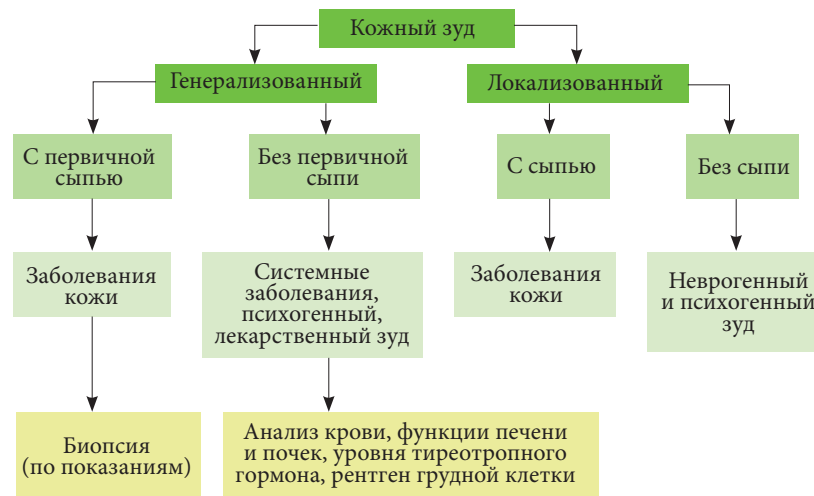 Кожный зуд
Генерализованный
Локализованный
С первичной
сыпью
Без первичной
сыпи
С сыпью
Без сыпи
Заболевания
кожи
Системные
заболевания,
психогенный,
лекарственный зуд
Заболевания
кожи
Неврогенный
и психогенный
зуд
Биопсия
(по показаниям)
Анализ крови, функции печени
и почек, уровня тиреотропного
гормона, рентген грудной клетки